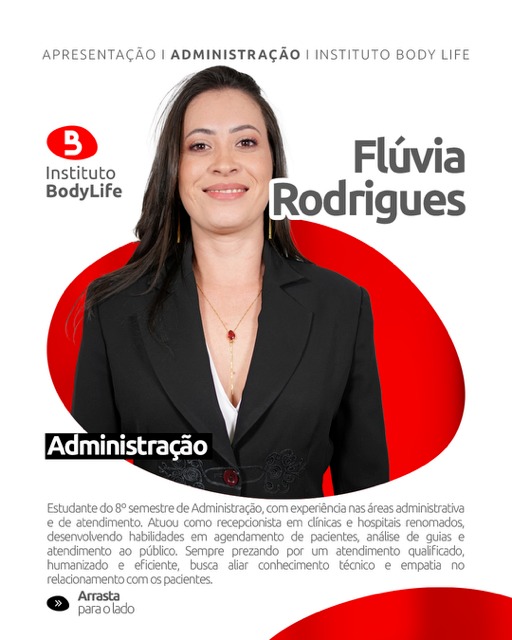 APRESENTAÇÃO I ADMINISTRAÇÃO I INSTITUTO BODY LIFE
B
Instituto
BodyLife
Flúvia
Rodrigues
Administração
Estudante do 8º semestre de Administração, com experiência nas áreas administrativa
e de atendimento. Atuou como recepcionista em clínicas e hospitais renomados,
desenvolvendo habilidades em agendamento de pacientes, análise de guias e
atendimento ao público. Sempre prezando por um atendimento qualificado,
humanizado e eficiente, busca aliar conhecimento técnico e empatia no
relacionamento com os pacientes.
Arrasta
para o lado